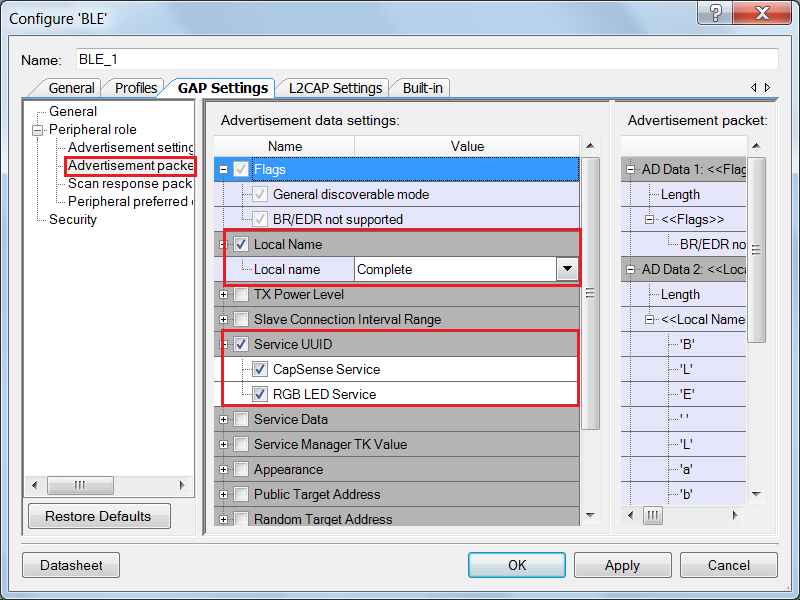 Configure 'BLE'
Name: BLE_1
General Profiles GAP Settings L2CAP Settings Built-in
General
Peripheral role
Advertisement setting
Advertisement packe
Scan response pack
Peripheral preferred
Security
Restore Defaults
Advertisement data settings:
Name Value
Flags
General discoverable mode
BR/EDR not supported
Local Name
Local name Complete
TX Power Level
Slave Connection Interval Range
Service UUID
CapSense Service
RGB LED Service
Service Data
Service Manager TK Value
Appearance
Public Target Address
Random Target Address
Advertisement packet:
AD Data 1: <<Flag
Length
<<Flags>>
BR/EDR no
AD Data 2: <<Loca
Length
<<Local Name
'B'
'L'
'E'
' '
'L'
'a'
'b'
Datasheet OK Apply Cancel